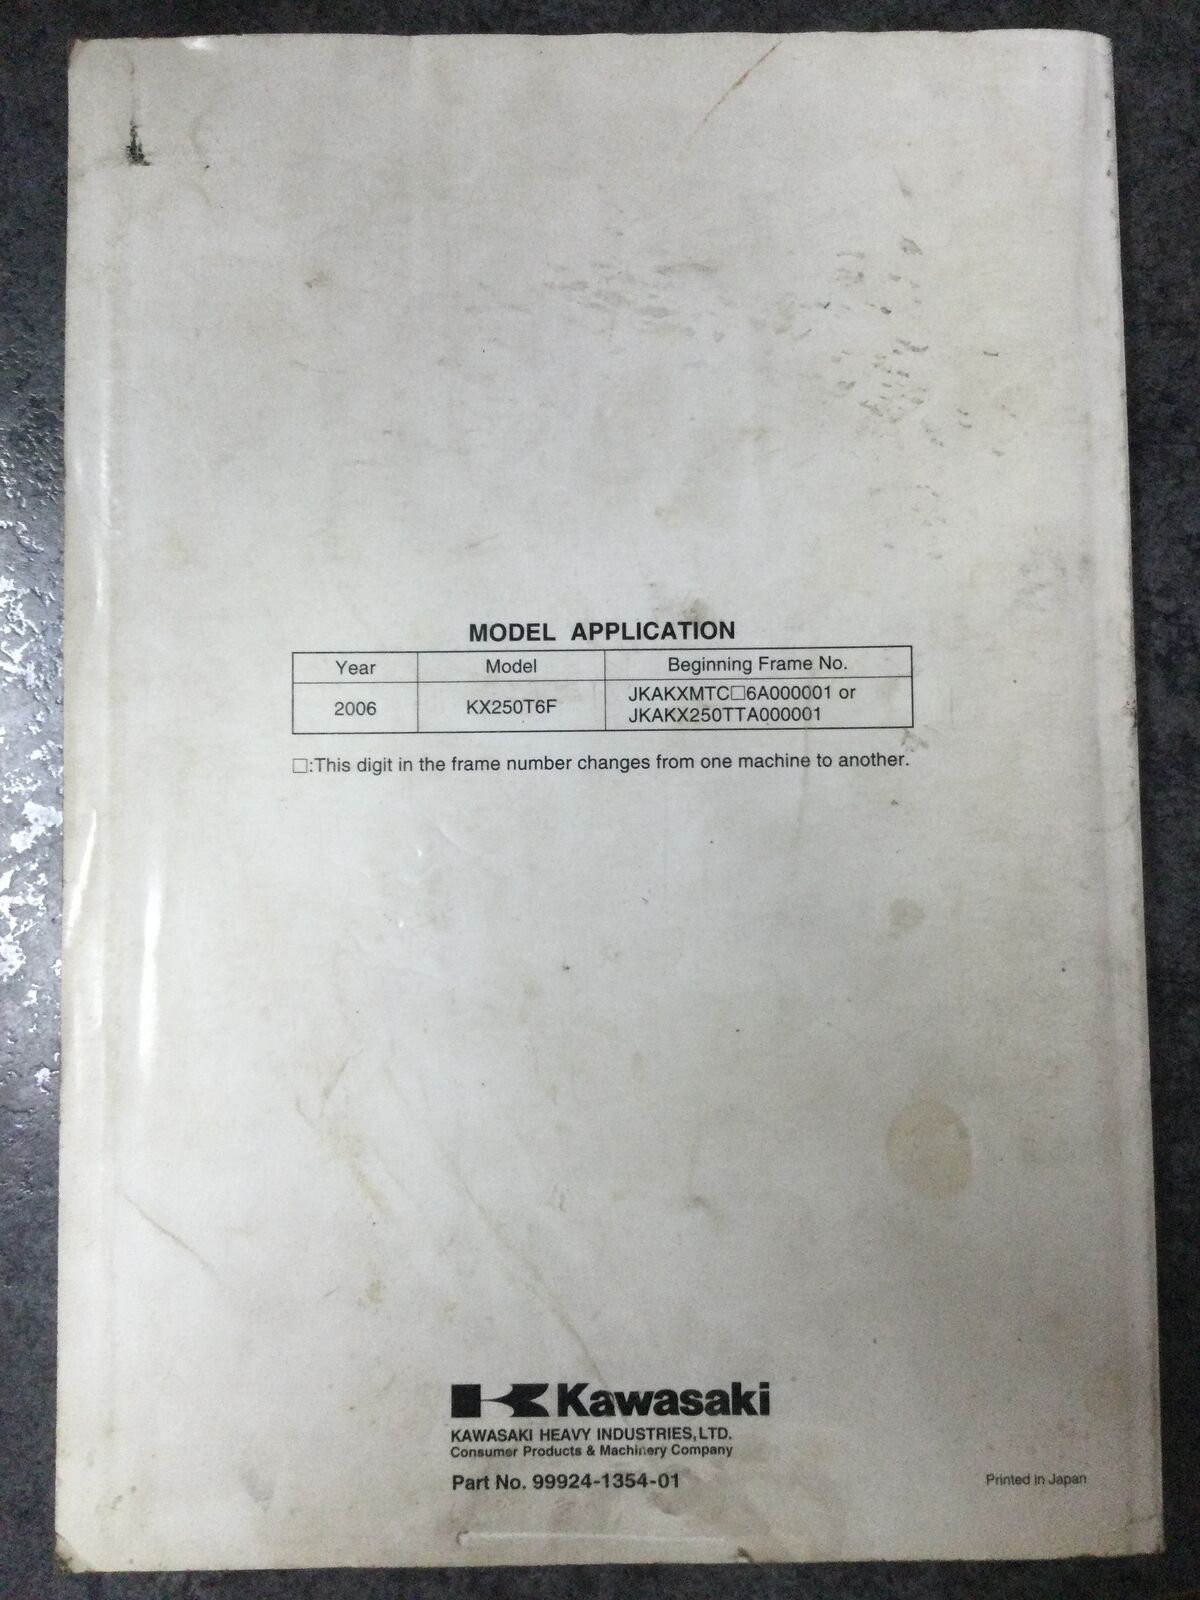 MODEL APPLICATION
Year Model Beginning Frame No.
2006 KX250T6F JKAKXMTC□6A000001 or
JKAKX250TTA000001
□:This digit in the frame number changes from one machine to another.
Kawasaki
KAWASAKI HEAVY INDUSTRIES,LTD.
Consumer Products & Machinery Company
Part No. 99924-1354-01
Printed in Japan